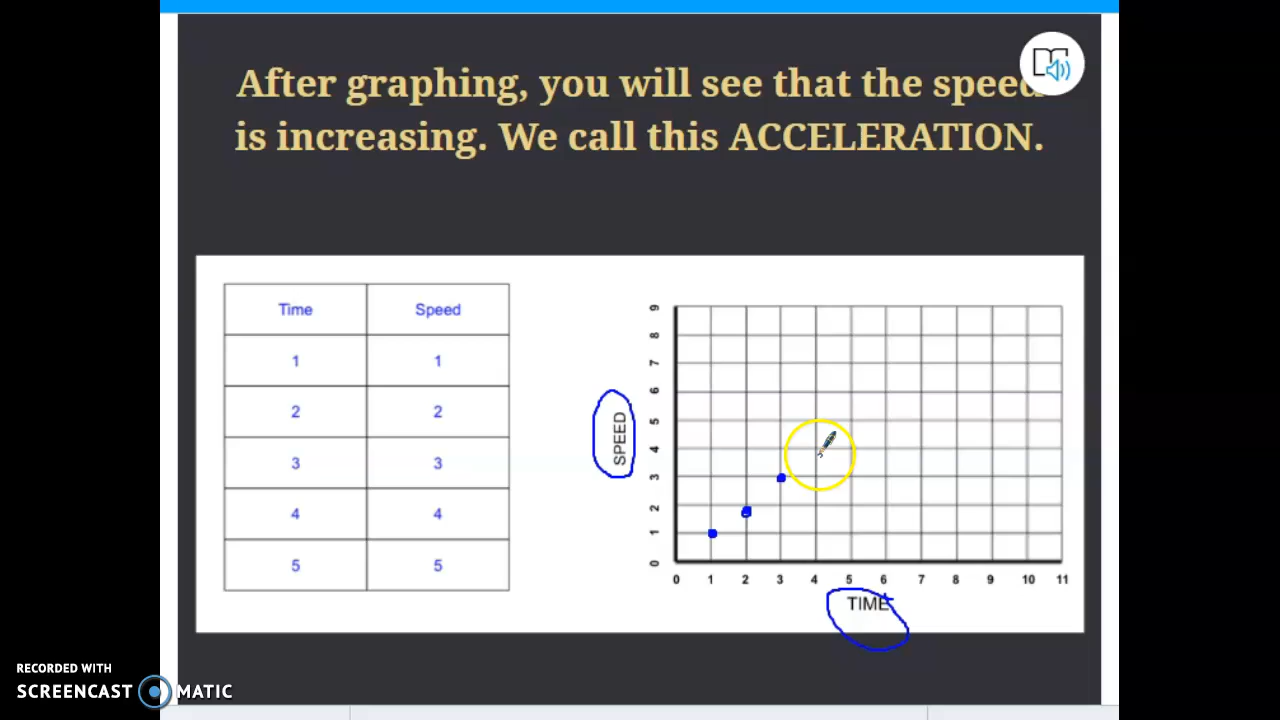 After graphing, you will see that the speed
is increasing. We call this ACCELERATION.
Time Speed
1 1
2 2
3 3
4 4
5 5
SPEED
9
8
7
6
5
4
3
2
1
0
0 1 2 3 4 5 6 7 8 9 10 11
TIME
RECORDED WITH
SCREENCAST MATIC